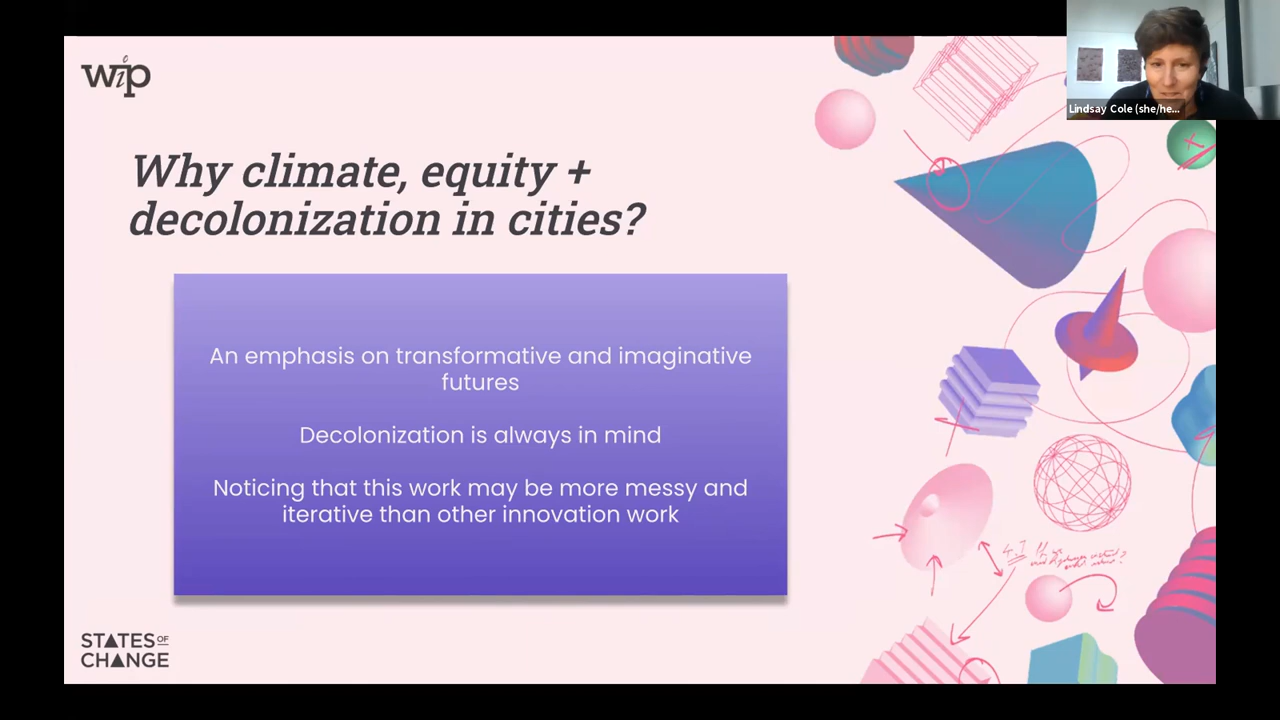 wip
Lindsay Cole (she/he...
Why climate, equity +
decolonization in cities?
An emphasis on transformative and imaginative
futures
Decolonization is always in mind
Noticing that this work may be more messy and
iterative than other innovation work
STATES OF
CHANGE